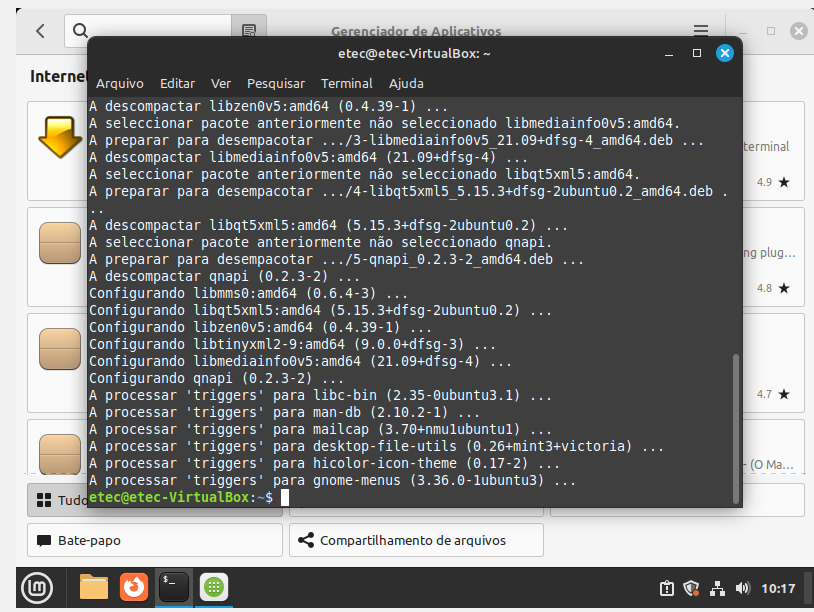 Gerenciador de Aplicativos
etec@etec-VirtualBox: ~
Arquivo Editar Ver Pesquisar Terminal Ajuda
A descompactar libzen0v5:amd64 (0.4.39-1) ...
A seleccionar pacote anteriormente não seleccionado libmediainfo0v5:amd64.
A preparar para desempacotar .../3-libmediainfo0v5_21.09+dfsg-4_amd64.deb ...
A descompactar libmediainfo0v5:amd64 (21.09+dfsg-4) ...
A seleccionar pacote anteriormente não seleccionado libqt5xml5:amd64.
A preparar para desempacotar .../4-libqt5xml5_5.15.3+dfsg-2ubuntu0.2_amd64.deb .
..
A descompactar libqt5xml5:amd64 (5.15.3+dfsg-2ubuntu0.2) ...
A seleccionar pacote anteriormente não seleccionado qnapi.
A preparar para desempacotar .../5-qnapi_0.2.3-2_amd64.deb ...
A descompactar qnapi (0.2.3-2) ...
Configurando libmms0:amd64 (0.6.4-3) ...
Configurando libqt5xml5:amd64 (5.15.3+dfsg-2ubuntu0.2) ...
Configurando libzen0v5:amd64 (0.4.39-1) ...
Configurando libtinyxml2-9:amd64 (9.0.0+dfsg-3) ...
Configurando libmediainfo0v5:amd64 (21.09+dfsg-4) ...
Configurando qnapi (0.2.3-2) ...
A processar 'triggers' para libc-bin (2.35-0ubuntu3.1) ...
A processar 'triggers' para man-db (2.10.2-1) ...
A processar 'triggers' para mailcap (3.70+nmu1ubuntu1) ...
A processar 'triggers' para desktop-file-utils (0.26+mint3+victoria) ...
A processar 'triggers' para hicolor-icon-theme (0.17-2) ...
A processar 'triggers' para gnome-menus (3.36.0-1ubuntu3) ...
etec@etec-VirtualBox:~$
Interne
terminal
4.9 ★
ng plug...
4.8 ★
4.7 ★
- (O Ma...
Tudo
Bate-papo
Compartilhamento de arquivos
$_
10:17